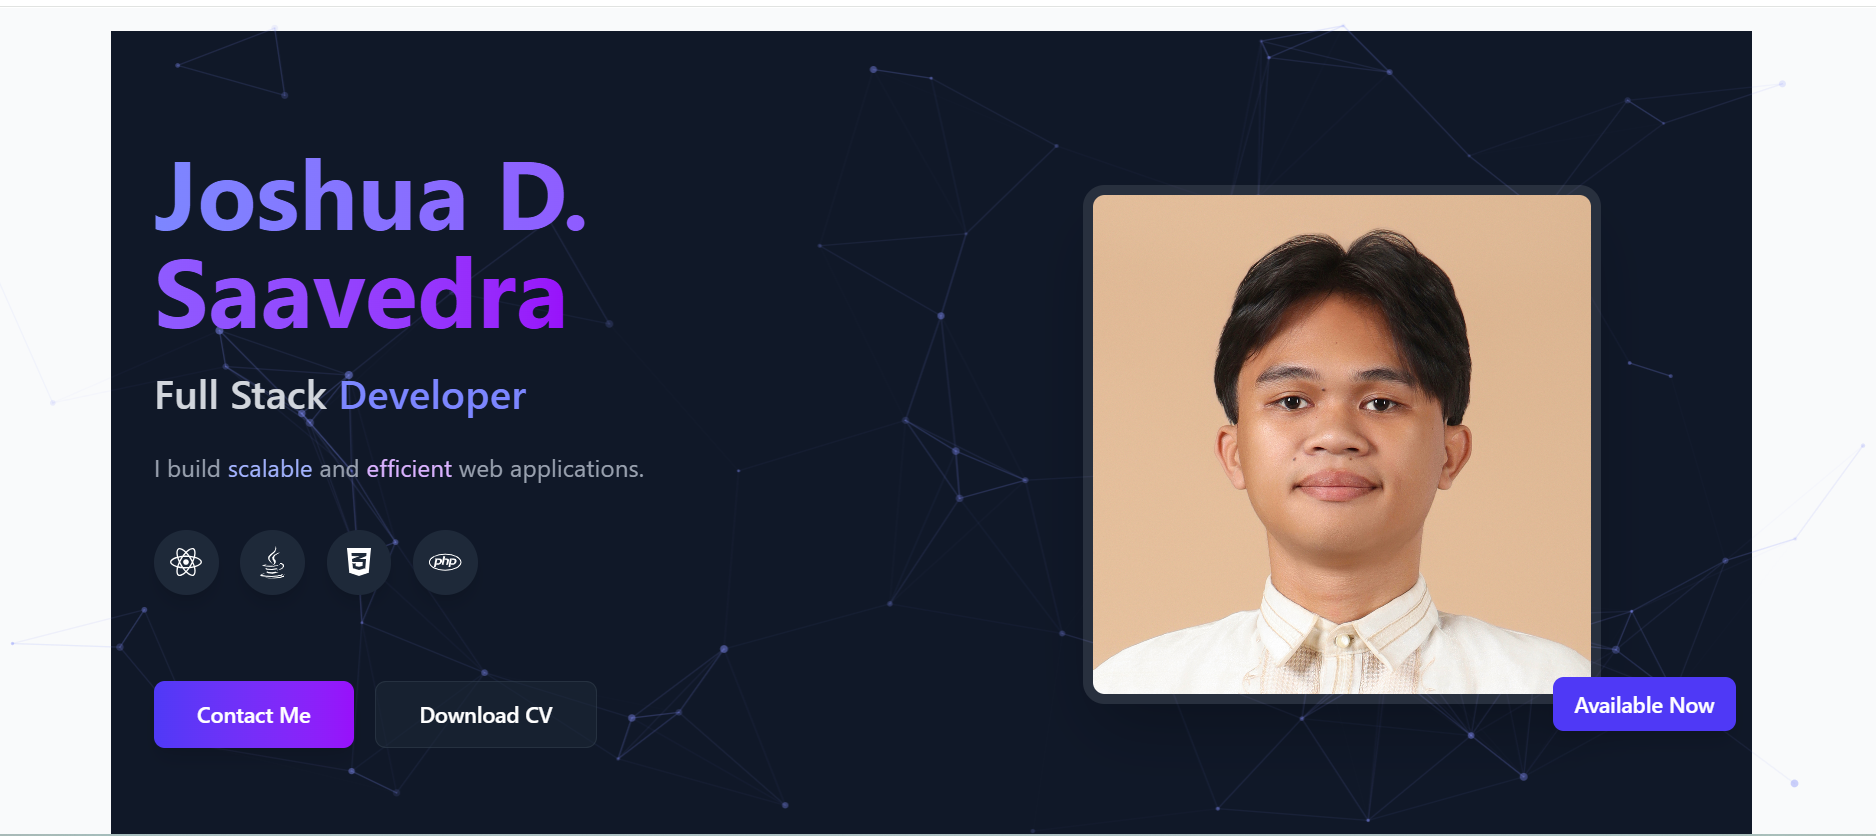 Joshua D.
Saavedra
Full Stack Developer
I build scalable and efficient web applications.
php
Contact Me
Download CV
Available Now